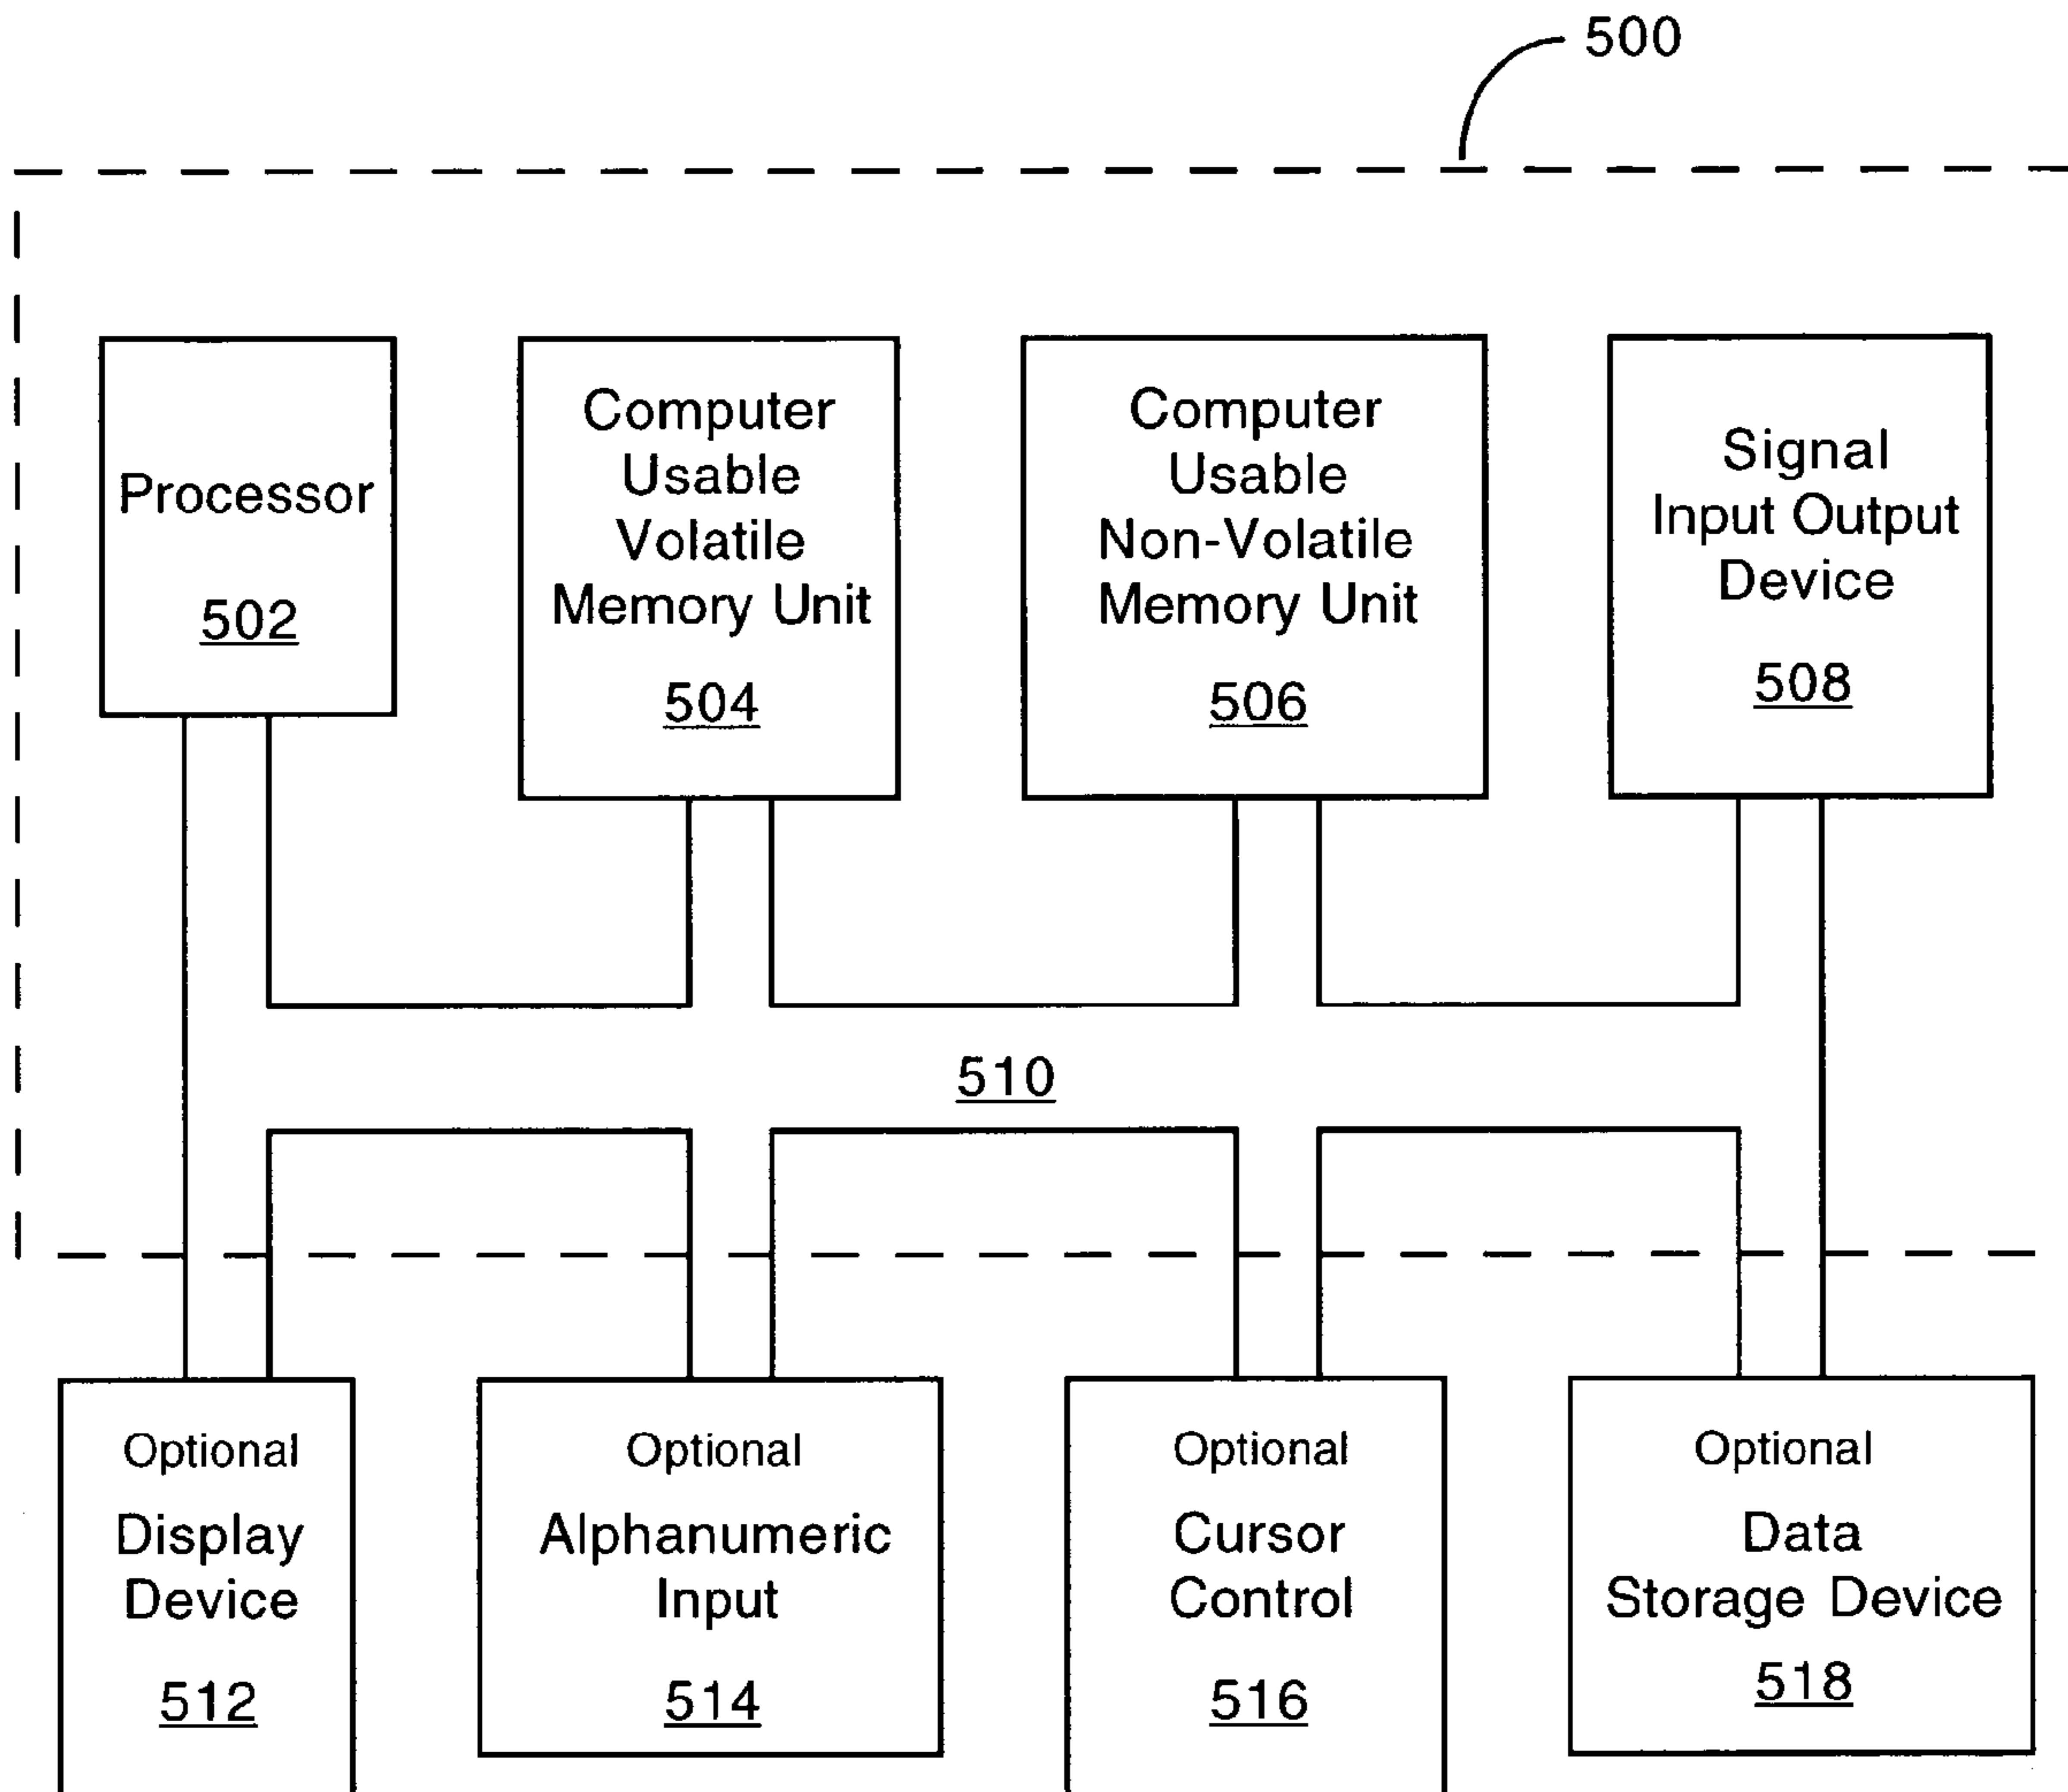 500
Processor
502
Computer
Usable
Volatile
Memory Unit
504
Computer
Usable
Non-Volatile
Memory Unit
506
Signal
Input Output
Device
508
510
Optional
Display
Device
512
Optional
Alphanumeric
Input
514
Optional
Cursor
Control
516
Optional
Data
Storage Device
518